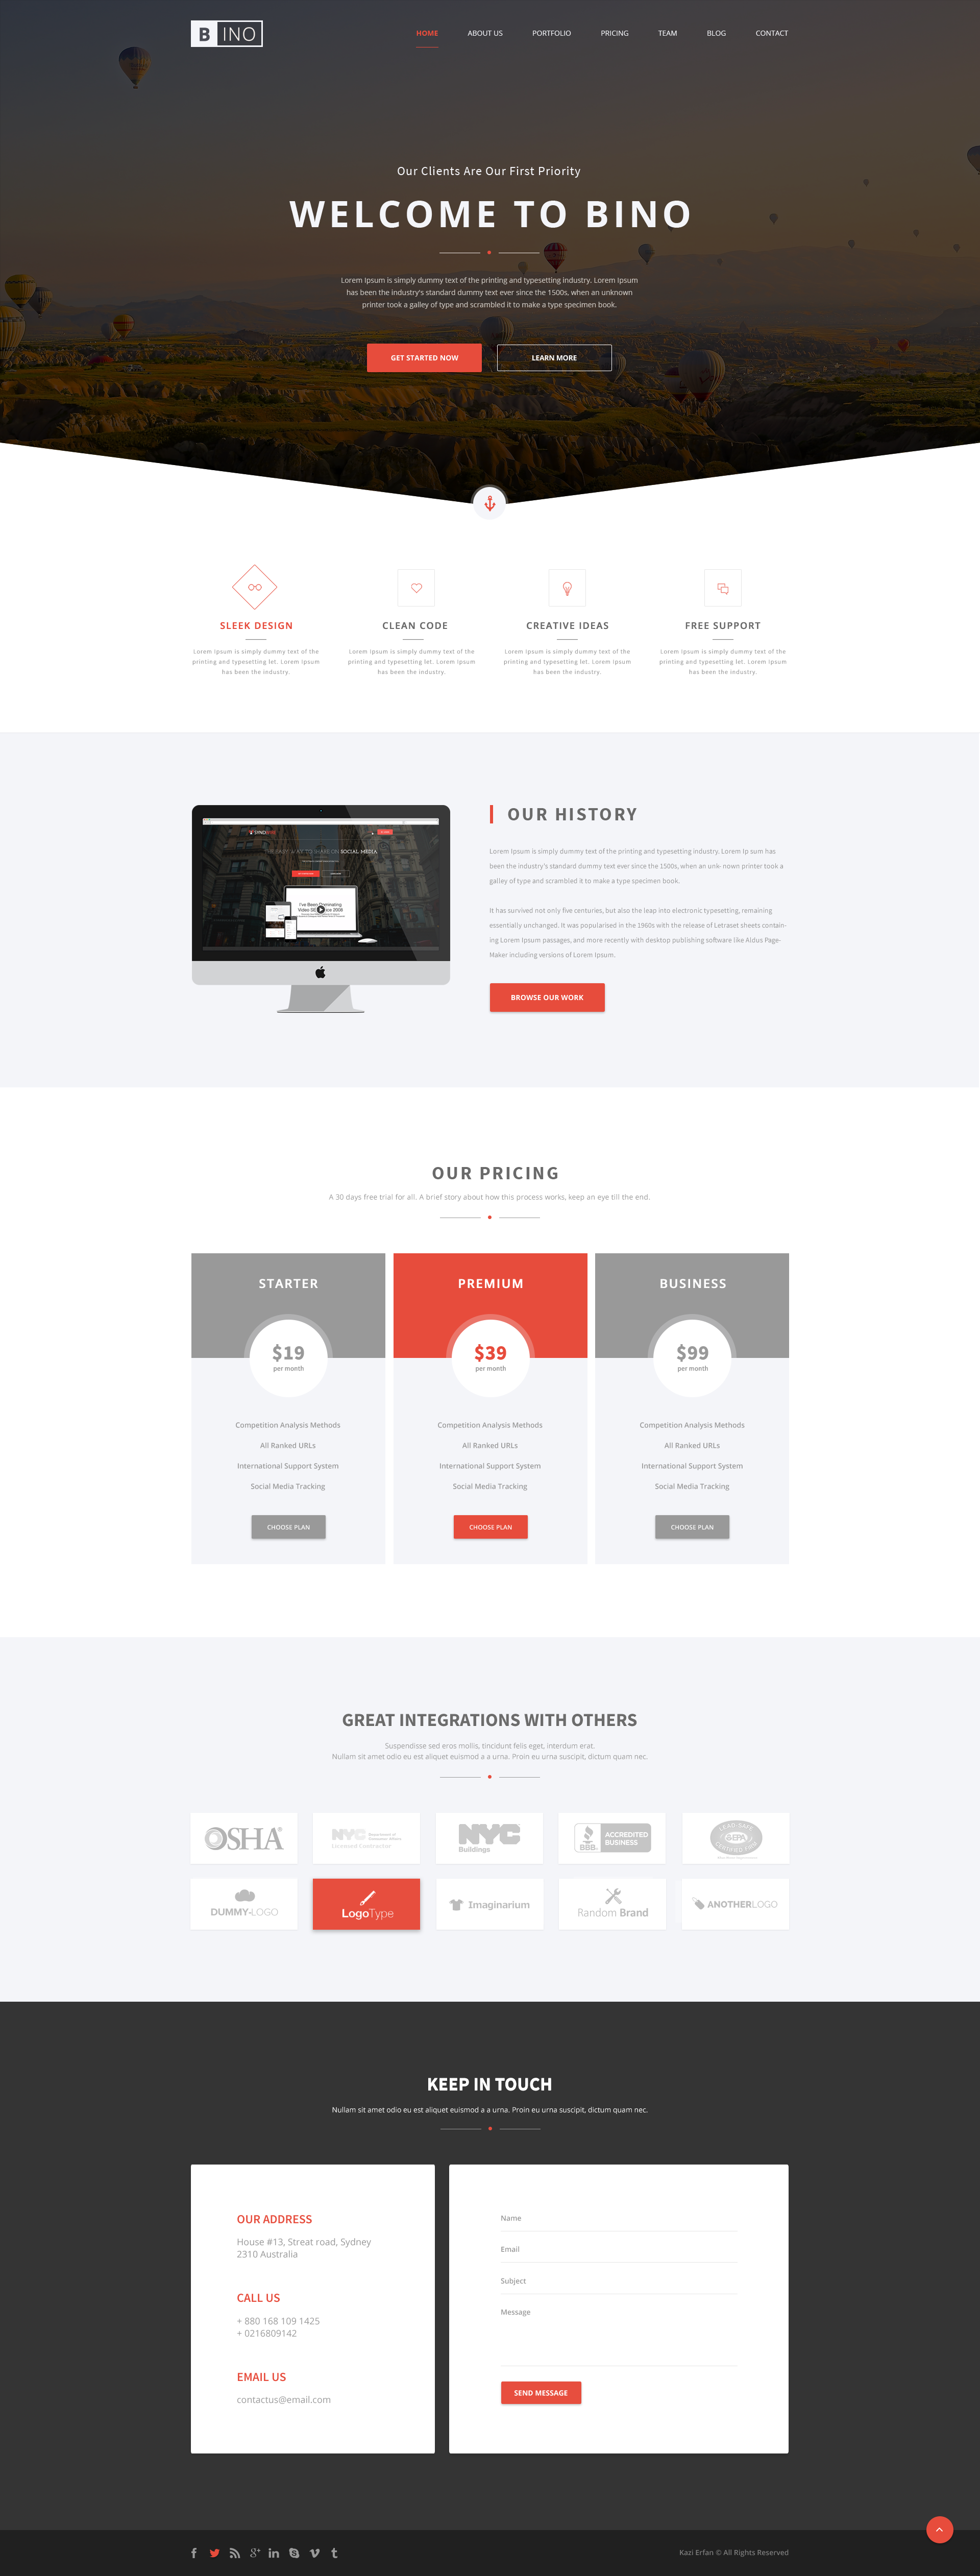 B INO
HOME ABOUT US PORTFOLIO PRICING TEAM BLOG CONTACT
Our Clients Are Our First Priority
WELCOME TO BINO
Lorem Ipsum is simply dummy text of the printing and typesetting industry. Lorem Ipsum
has been the industry's standard dummy text ever since the 1500s, when an unknown
printer took a galley of type and scrambled it to make a type specimen book.
GET STARTED NOW LEARN MORE
SLEEK DESIGN
Lorem Ipsum is simply dummy text of the
printing and typesetting let. Lorem Ipsum
has been the industry.
CLEAN CODE
Lorem Ipsum is simply dummy text of the
printing and typesetting let. Lorem Ipsum
has been the industry.
CREATIVE IDEAS
Lorem Ipsum is simply dummy text of the
printing and typesetting let. Lorem Ipsum
has been the industry.
FREE SUPPORT
Lorem Ipsum is simply dummy text of the
printing and typesetting let. Lorem Ipsum
has been the industry.
SOCIAL MEDIA
I've Been Dominating
OUR HISTORY
Lorem Ipsum is simply dummy text of the printing and typesetting industry. Lorem Ip sum has
been the industry's standard dummy text ever since the 1500s, when an unk- nown printer took a
galley of type and scrambled it to make a type specimen book.
It has survived not only five centuries, but also the leap into electronic typesetting, remaining
essentially unchanged. It was popularised in the 1960s with the release of Letraset sheets contain-
ing Lorem Ipsum passages, and more recently with desktop publishing software like Aldus Page-
Maker including versions of Lorem Ipsum.
BROWSE OUR WORK
OUR PRICING
A 30 days free trial for all. A brief story about how this process works, keep an eye till the end.
STARTER
$19
per month
Competition Analysis Methods
All Ranked URLs
International Support System
Social Media Tracking
CHOOSE PLAN
PREMIUM
$39
per month
Competition Analysis Methods
All Ranked URLs
International Support System
Social Media Tracking
CHOOSE PLAN
BUSINESS
$99
per month
Competition Analysis Methods
All Ranked URLs
International Support System
Social Media Tracking
CHOOSE PLAN
GREAT INTEGRATIONS WITH OTHERS
Suspendisse sed eros mollis, tincidunt felis eget, interdum erat.
Nullam sit amet odio eu est aliquet euismod a a urna. Proin eu urna suscipit, dictum quam nec.
OSHA
NYC Department of
Consumer Affairs
Licensed Contractor
NYC
Buildings
BBB ACCREDITED
BUSINESS
LEAD-SAFE
EPA
CERTIFIED FIRM
DUMMY-LOGO
LogoType
Imaginarium
Random Brand
ANOTHERLOGO
KEEP IN TOUCH
Nullam sit amet odio eu est aliquet euismod a a urna. Proin eu urna suscipit, dictum quam nec.
OUR ADDRESS
House #13, Streat road, Sydney
2310 Australia
CALL US
+ 880 168 109 1425
+ 0216809142
EMAIL US
contactus@email.com
Name
Email
Subject
Message
SEND MESSAGE
Kazi Erfan © All Rights Reserved